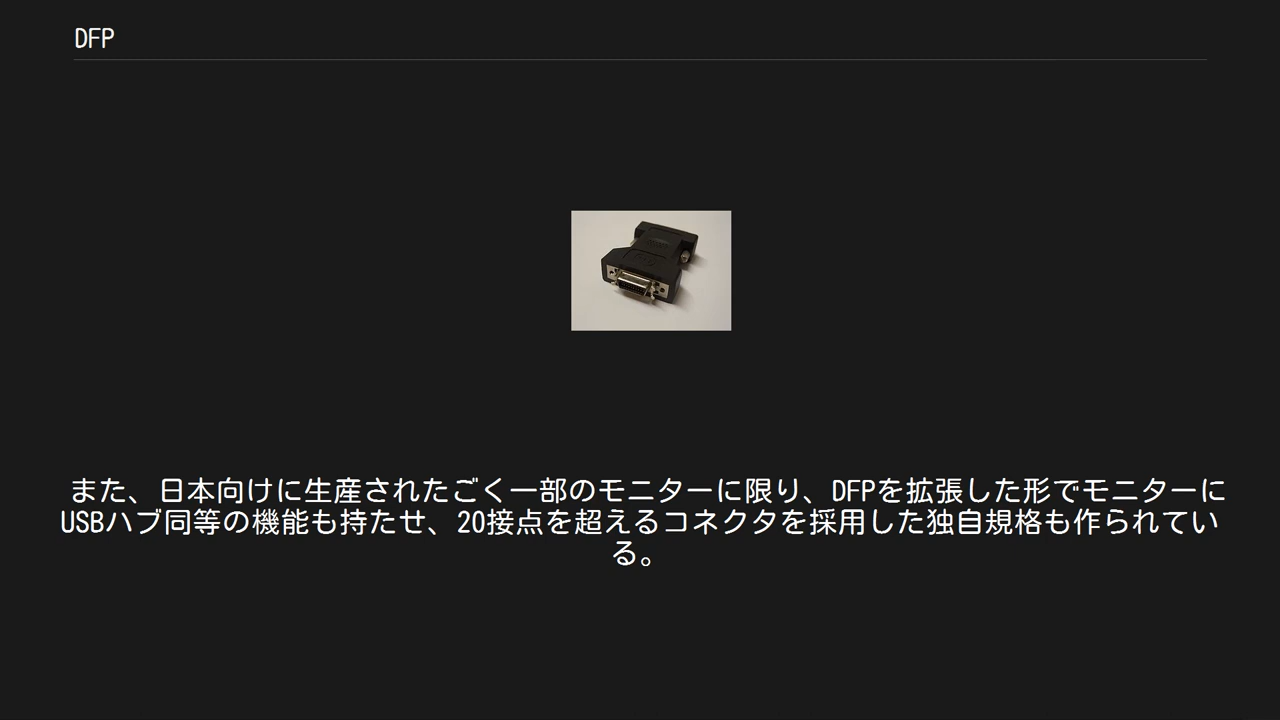 DFP
また、日本向けに生産されたごく一部のモニターに限り、DFPを拡張した形でモニターに
USBハブ同等の機能も持たせ、20接点を超えるコネクタを採用した独自規格も作られてい
る。